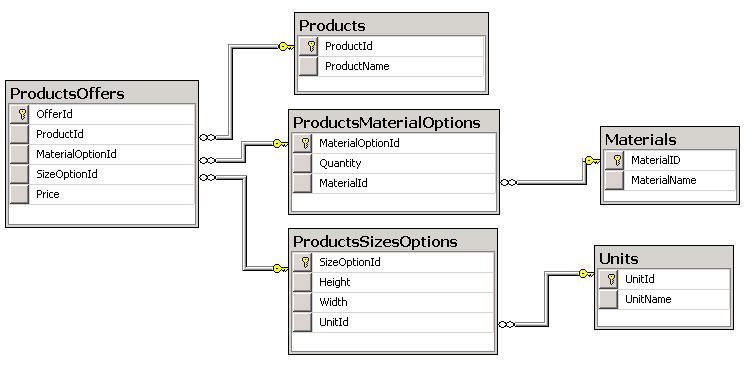 Products
ProductId
ProductName
ProductsOffers
OfferId
ProductId
MaterialOptionId
SizeOptionId
Price
ProductsMaterialOptions
MaterialOptionId
Quantity
MaterialId
Materials
MaterialID
MaterialName
ProductsSizesOptions
SizeOptionId
Height
Width
UnitId
Units
UnitId
UnitName